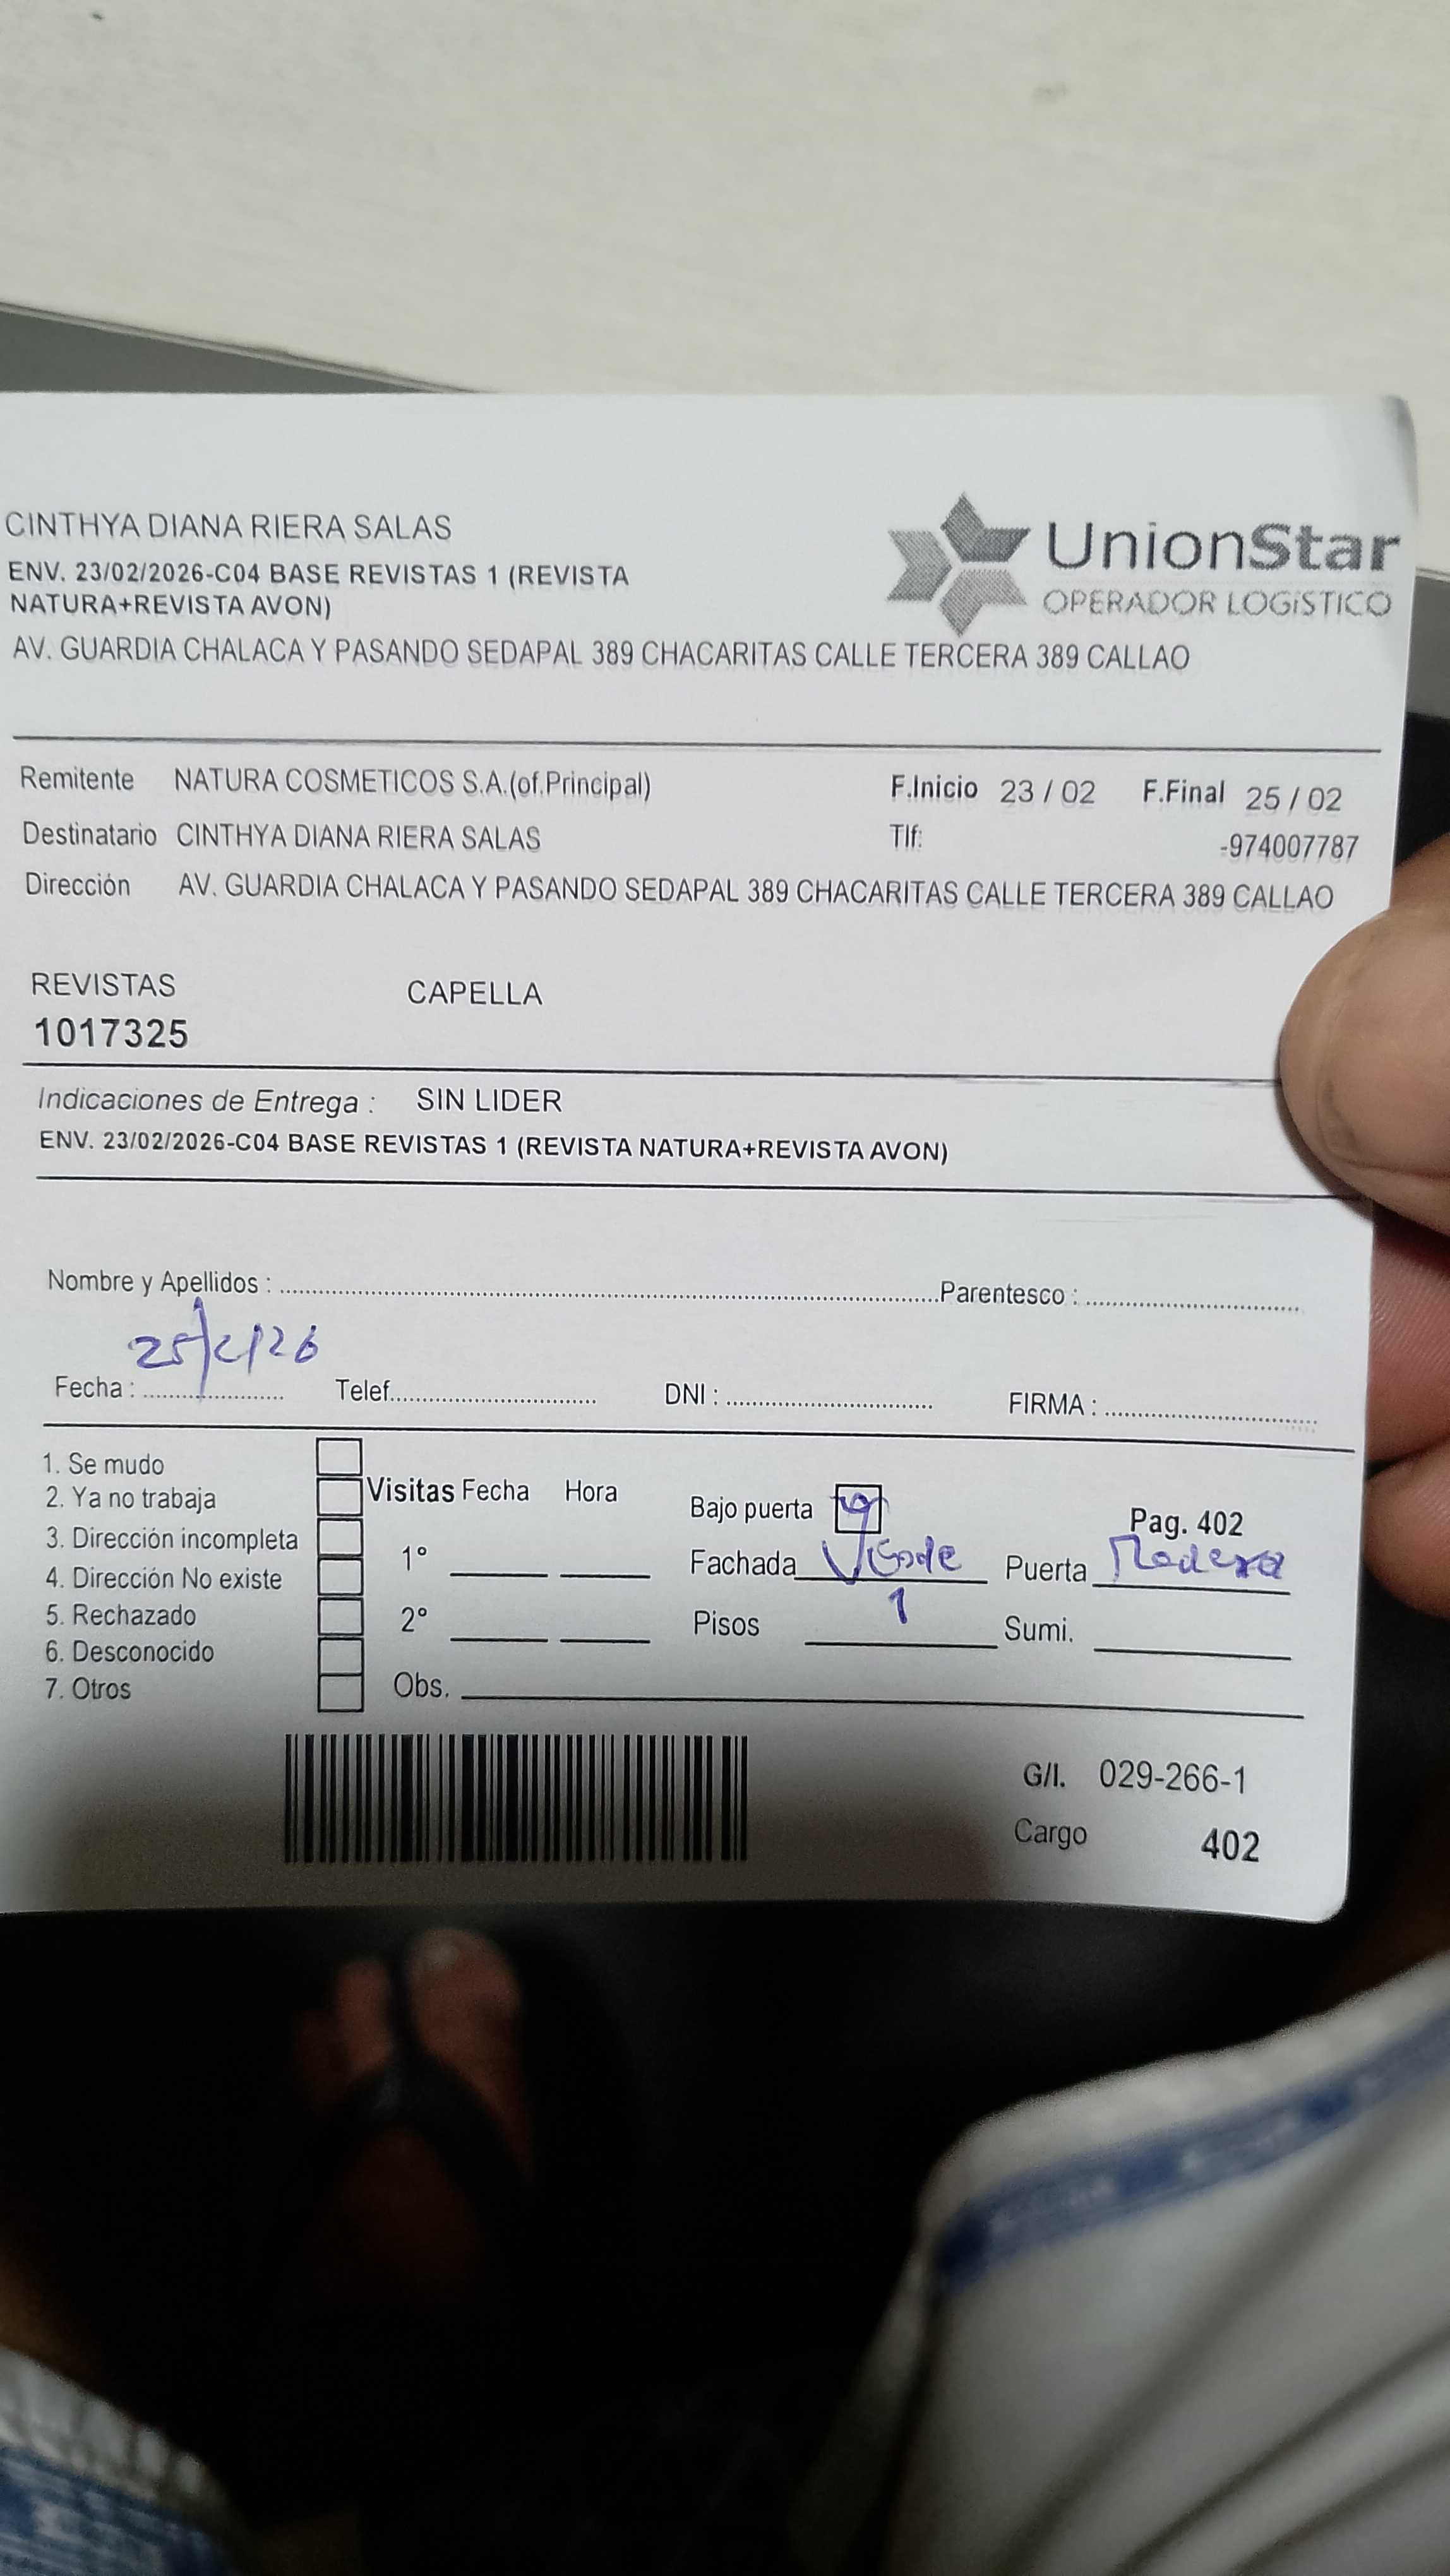 CINTHYA DIANA RIERA SALAS
ENV. 23/02/2026-C04 BASE REVISTAS 1 (REVISTA
NATURA+REVISTA AVON)
UnionStar
OPERADOR LOGíSTICO
AV. GUARDIA CHALACA Y PASANDO SEDAPAL 389 CHACARITAS CALLE TERCERA 389 CALLAO
Remitente NATURA COSMETICOS S.A.(of.Principal) F.Inicio 23 / 02 F.Final 25 / 02
Destinatario CINTHYA DIANA RIERA SALAS Tlf: -974007787
Dirección AV. GUARDIA CHALACA Y PASANDO SEDAPAL 389 CHACARITAS CALLE TERCERA 389 CALLAO
REVISTAS CAPELLA
1017325
Indicaciones de Entrega : SIN LIDER
ENV. 23/02/2026-C04 BASE REVISTAS 1 (REVISTA NATURA+REVISTA AVON)
Nombre y Apellidos : Parentesco :
Fecha : 25/2/26 Telef. DNI : FIRMA :
1. Se mudo
2. Ya no trabaja
3. Dirección incompleta
4. Dirección No existe
5. Rechazado
6. Desconocido
7. Otros
Visitas Fecha Hora
1°
2°
Obs.
Bajo puerta Pag. 402
Fachada Puerta Madera
Pisos 1 Sumi.
G/I. 029-266-1
Cargo 402